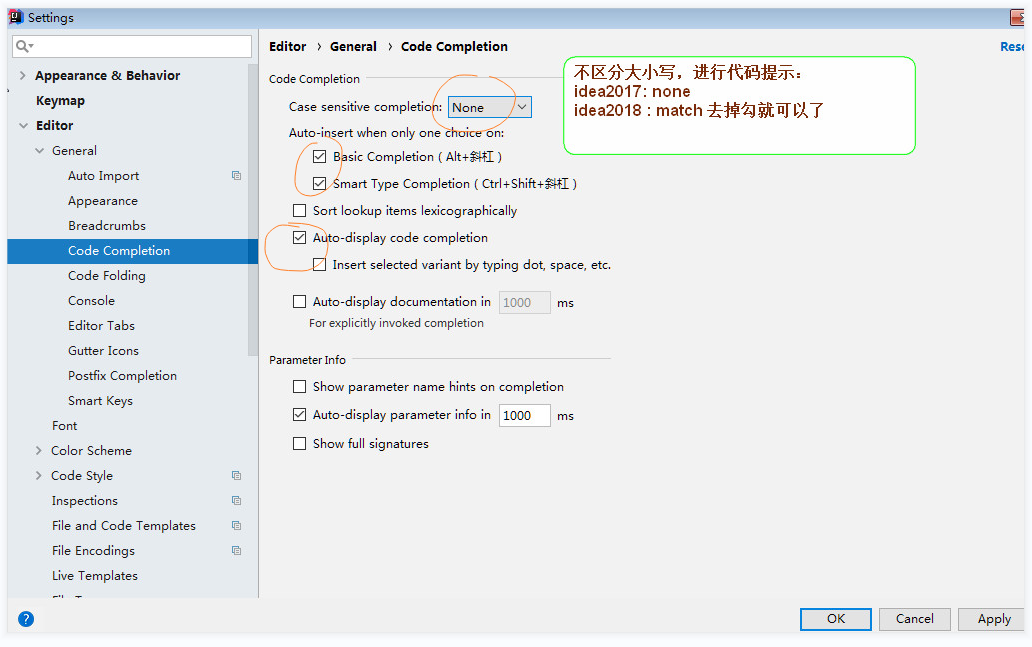 Settings
Editor › General › Code Completion
Appearance & Behavior
Keymap
Editor
General
Auto Import
Appearance
Breadcrumbs
Code Completion
Code Folding
Console
Editor Tabs
Gutter Icons
Postfix Completion
Smart Keys
Font
Color Scheme
Code Style
Inspections
File and Code Templates
File Encodings
Live Templates
Code Completion
Case sensitive completion: None
Auto-insert when only one choice on:
Basic Completion ( Alt+斜杠 )
Smart Type Completion ( Ctrl+Shift+斜杠 )
Sort lookup items lexicographically
Auto-display code completion
Insert selected variant by typing dot, space, etc.
Auto-display documentation in 1000 ms
For explicitly invoked completion
Parameter Info
Show parameter name hints on completion
Auto-display parameter info in 1000 ms
Show full signatures
不区分大小写，进行代码提示：
idea2017: none
idea2018 : match 去掉勾就可以了
?
OK
Cancel
Apply